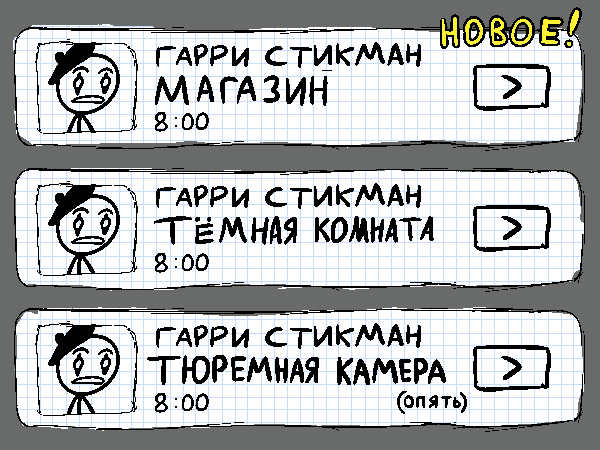 НОВОЕ!
ГАРРИ СТИКМАН
МАГАЗИН
8:00
>
ГАРРИ СТИКМАН
ТЁМНАЯ КОМНАТА
8:00
>
ГАРРИ СТИКМАН
ТЮРЕМНАЯ КАМЕРА
8:00
(ОПЯТЬ)
>